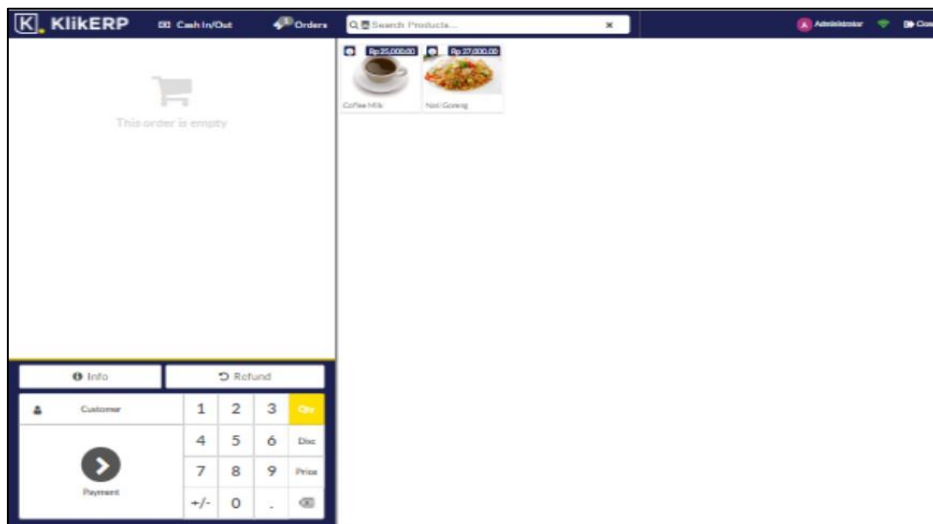 K KlikERP
Cash In/Out
Orders
Search Products...
Administrator
Rp 25,000.00
Rp 27,000.00
Coffee Milk
Nasi Goreng
This order is empty
Info
Refund
Customer
1 2 3 Qty
4 5 6 Disc
Payment
7 8 9 Price
+/- 0 .